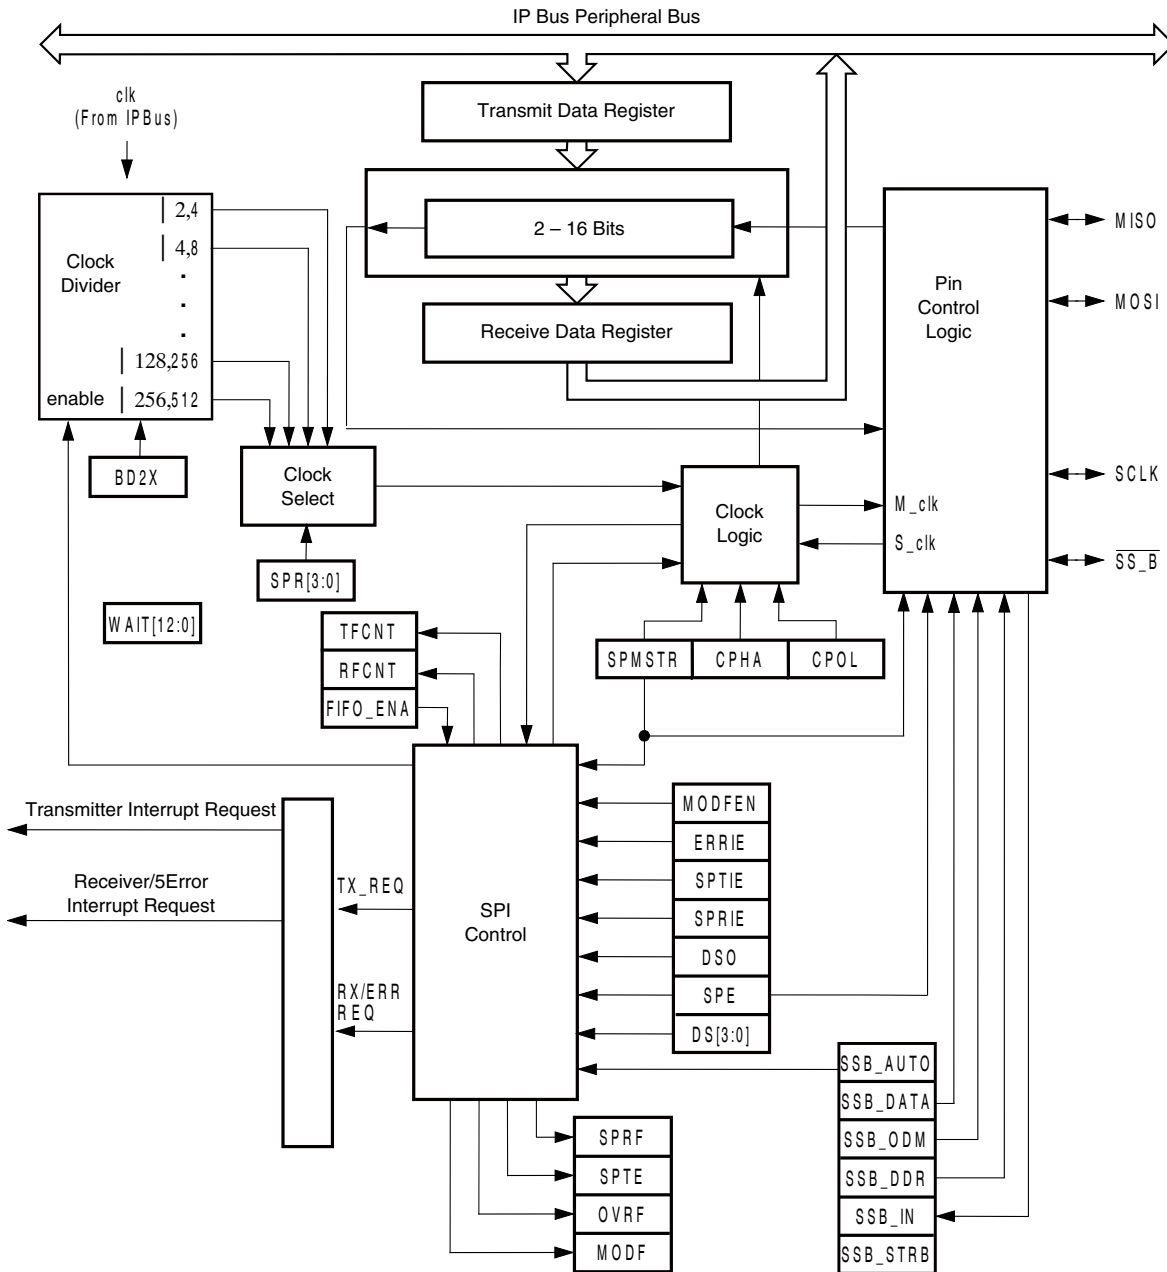 IP Bus Peripheral Bus
clk
(From IPBus)
Transmit Data Register
2 – 16 Bits
Receive Data Register
Clock
Divider
| 2,4
| 4,8
.
.
.
| 128,256
enable | 256,512
BD2X
Clock
Select
SPR[3:0]
WAIT[12:0]
Pin
Control
Logic
MISO
MOSI
SCLK
SS_B
M_clk
S_clk
Clock
Logic
SPMSTR CPHA CPOL
TFCNT
RFCNT
FIFO_ENA
Transmitter Interrupt Request
Receiver/5Error
Interrupt Request
TX_REQ
RX/ERR
REQ
SPI
Control
MODFEN
ERRIE
SPTIE
SPRIE
DSO
SPE
DS[3:0]
SSB_AUTO
SSB_DATA
SSB_ODM
SSB_DDR
SSB_IN
SSB_STRB
SPRF
SPTE
OVRF
MODF